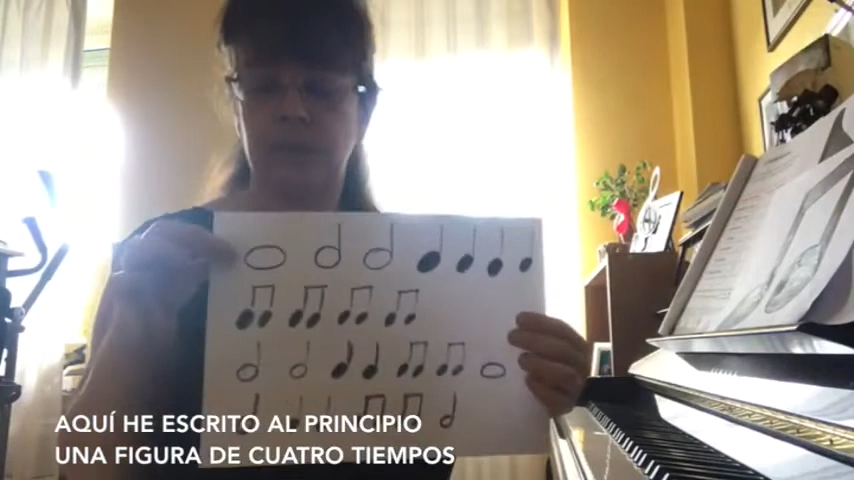 AQUÍ HE ESCRITO AL PRINCIPIO
UNA FIGURA DE CUATRO TIEMPOS